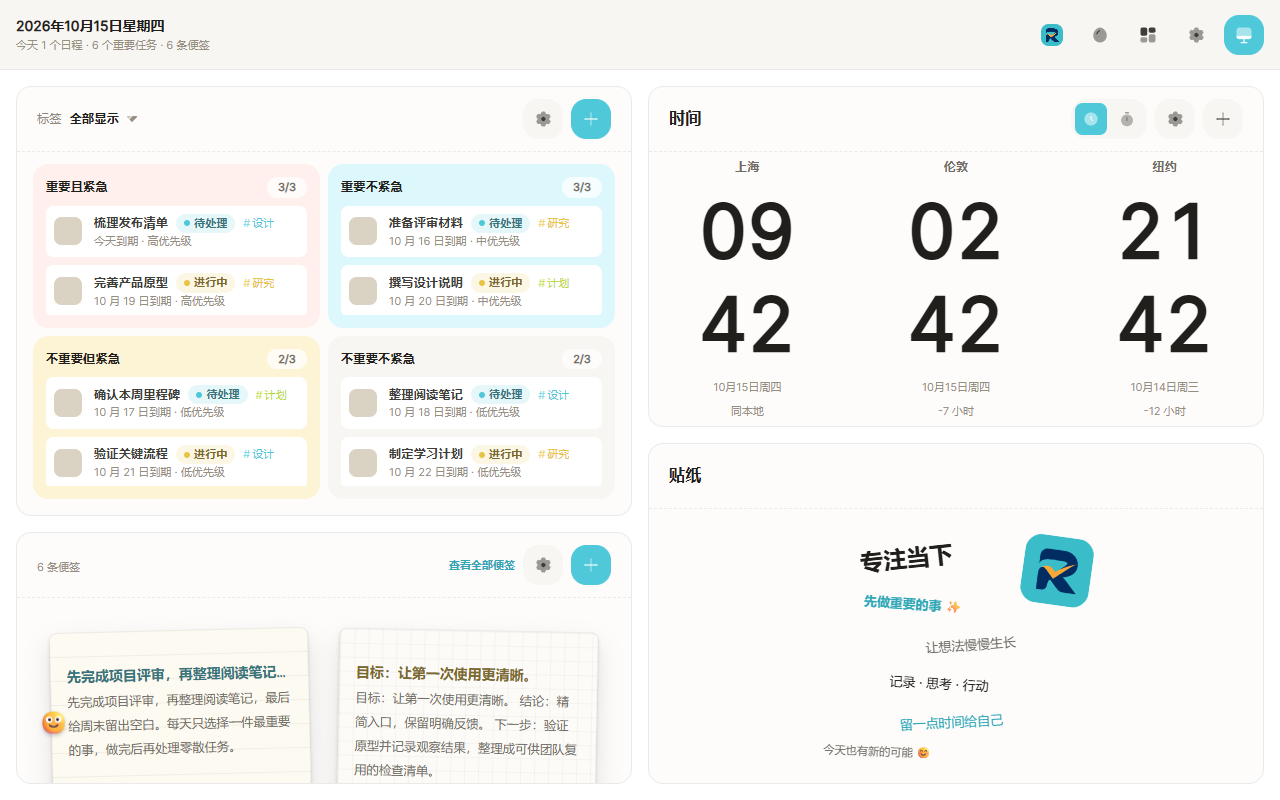 2026年10月15日星期四
今天 1 个日程 · 6 个重要任务 · 6 条便签
标签 全部显示
重要且紧急 3/3
梳理发布清单 待处理 #设计
今天到期 · 高优先级
完善产品原型 进行中 #研究
10 月 19 日到期 · 高优先级
重要不紧急 3/3
准备评审材料 待处理 #研究
10 月 16 日到期 · 中优先级
撰写设计说明 进行中 #计划
10 月 20 日到期 · 中优先级
不重要但紧急 2/3
确认本周里程碑 待处理 #计划
10 月 17 日到期 · 低优先级
验证关键流程 进行中 #设计
10 月 21 日到期 · 低优先级
不重要不紧急 2/3
整理阅读笔记 待处理 #设计
10 月 18 日到期 · 低优先级
制定学习计划 进行中 #研究
10 月 22 日到期 · 低优先级
6 条便签 查看全部便签
先完成项目评审，再整理阅读笔记...
先完成项目评审，再整理阅读笔记，最后
给周末留出空白。每天只选择一件最重要
的事，做完后再处理零散任务。
目标：让第一次使用更清晰。
目标：让第一次使用更清晰。 结论：精
简入口，保留明确反馈。 下一步：验证
原型并记录观察结果，整理成可供团队复
用的检查清单。
时间
上海 伦敦 纽约
09 02 21
42 42 42
10月15日周四 10月15日周四 10月14日周三
同本地 -7 小时 -12 小时
贴纸
专注当下
R
先做重要的事 ✨
让想法慢慢生长
记录 · 思考 · 行动
留一点时间给自己
今天也有新的可能 😊